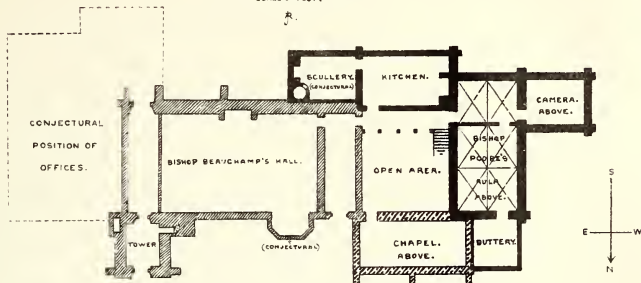 SCULLERY.
(CONJECTURAL)
KITCHEN.
CAMERA
ABOVE.
CONJECTURAL
POSITION OF
OFFICES.
BISHOP BEAUCHAMP'S HALL.
OPEN AREA.
BISHOP
POORE'S
AULA
ABOVE.
TOWER
(CONJECTURAL)
CHAPEL
ABOVE.
BUTTERY.
S
E
W
N